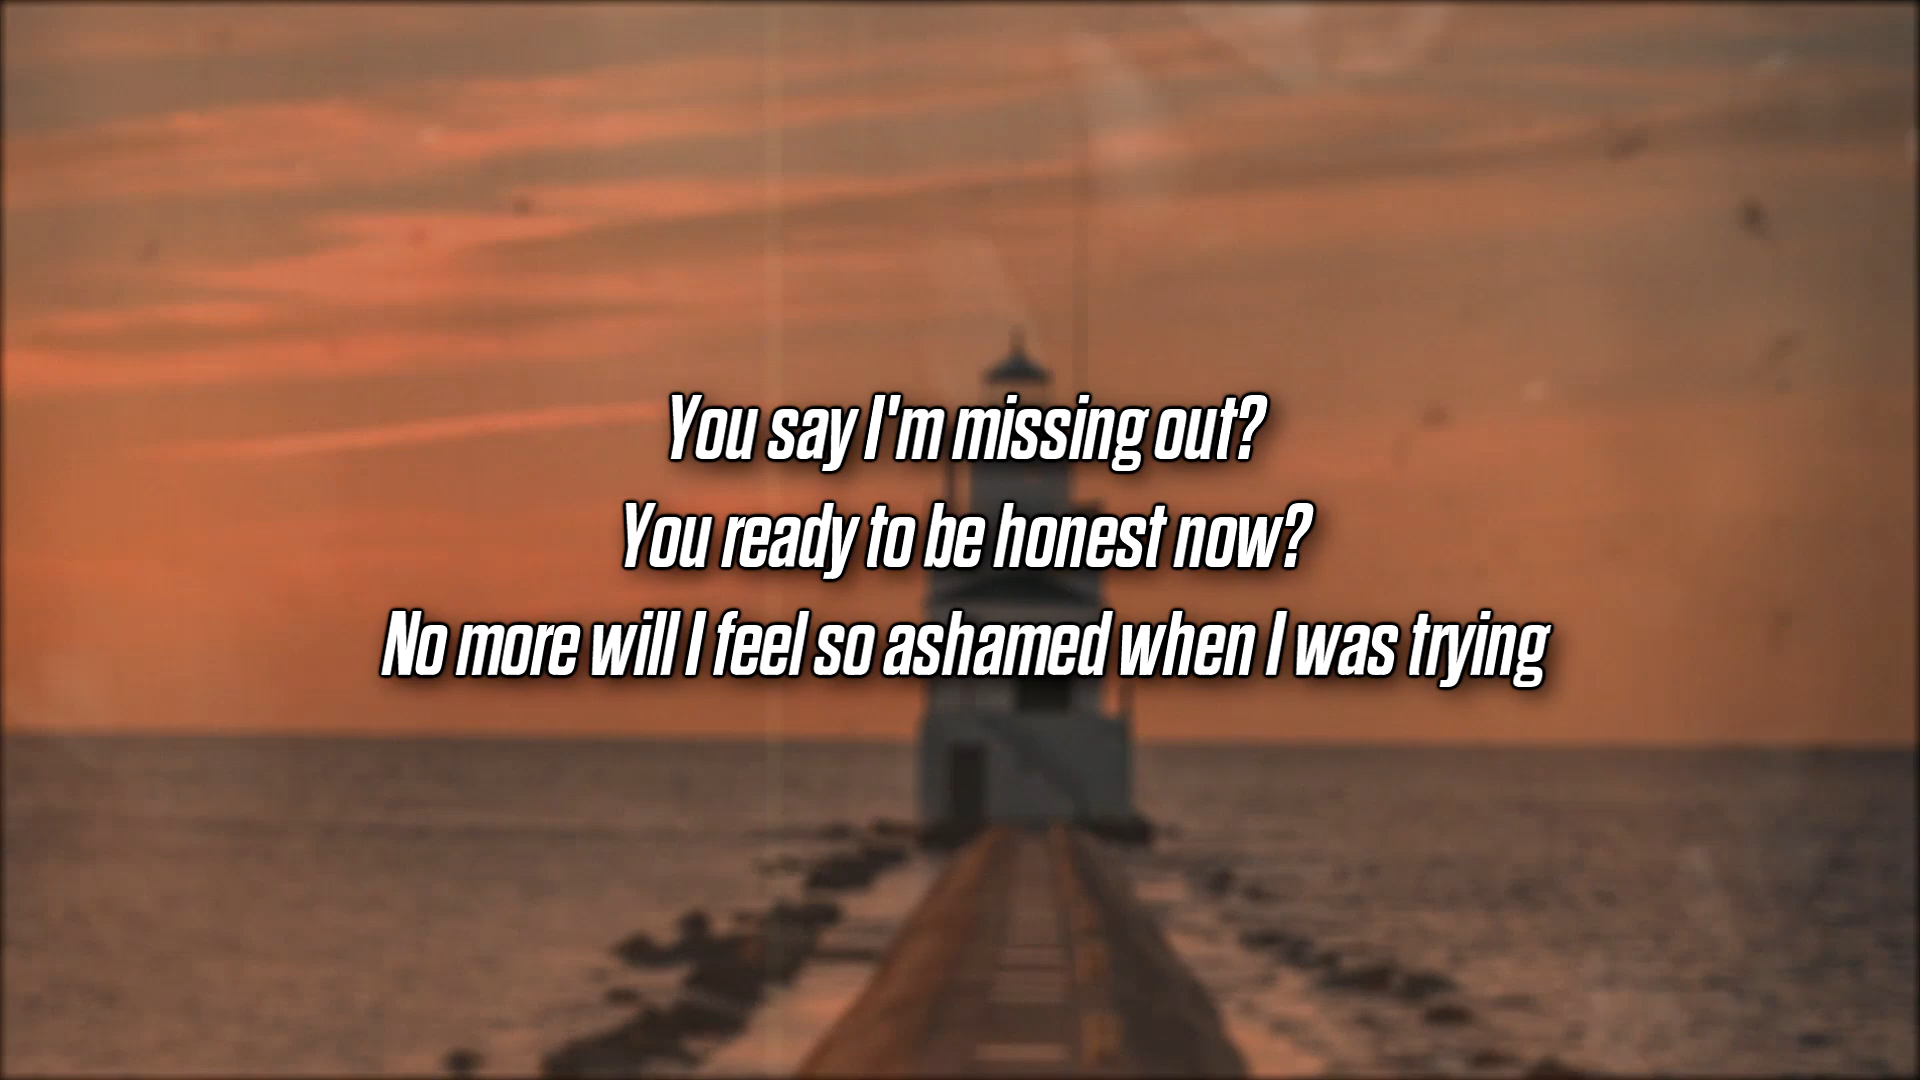 You say I'm missing out?
You ready to be honest now?
No more will I feel so ashamed when I was trying